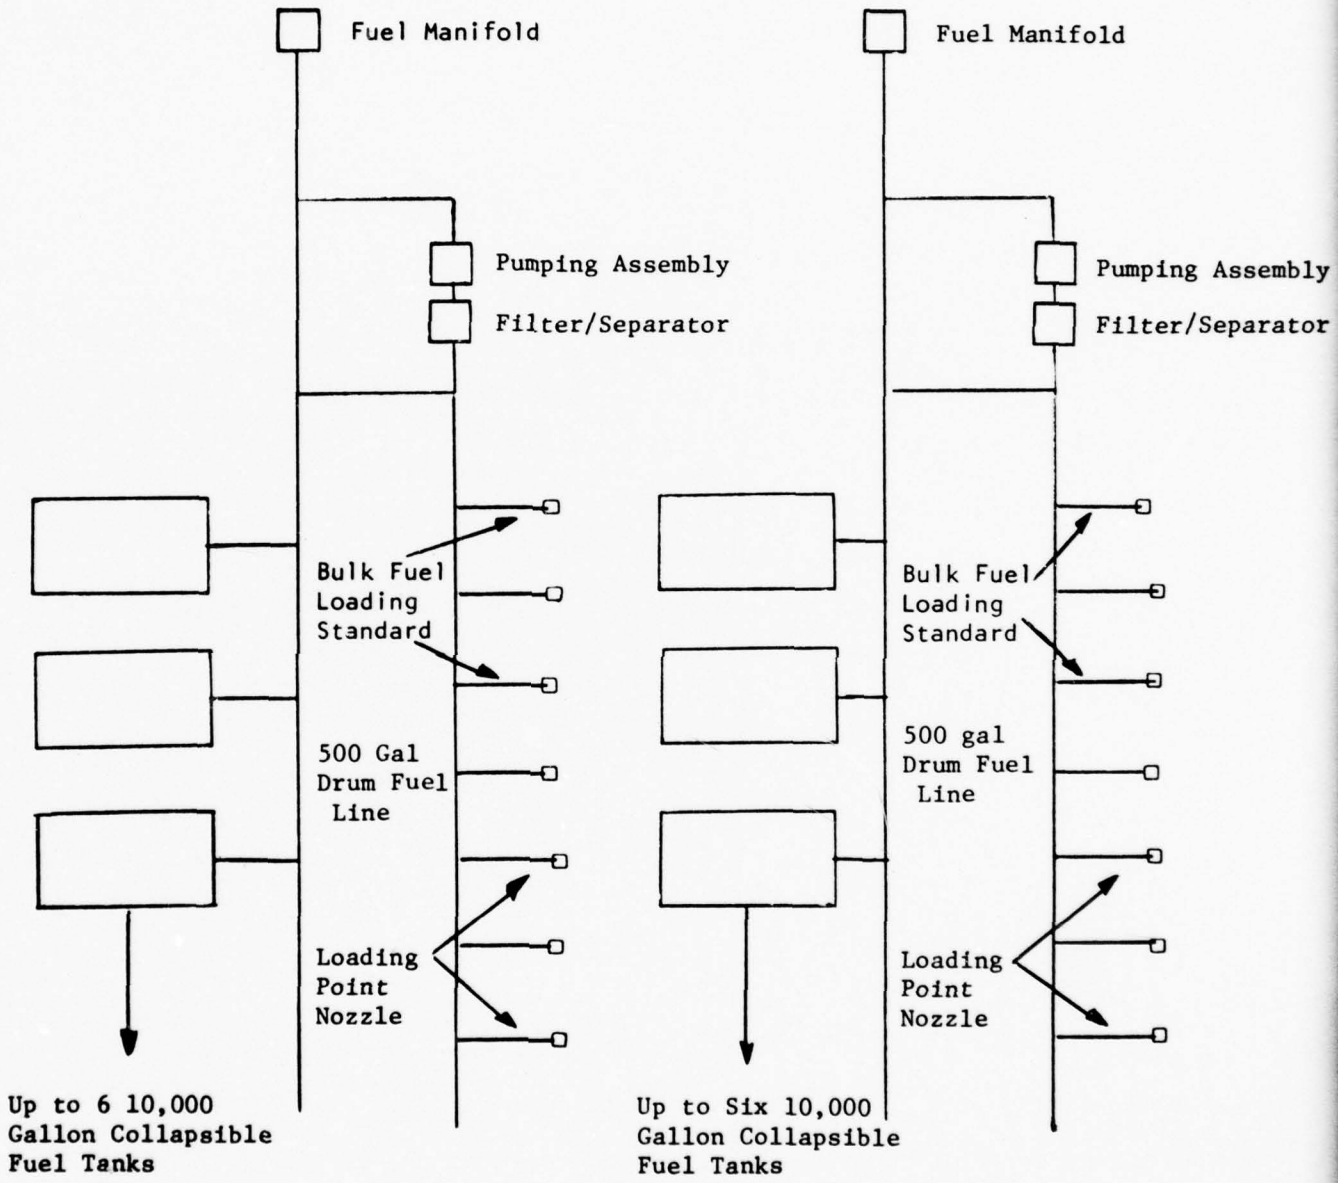 Fuel Manifold
Pumping Assembly
Filter/Separator
Bulk Fuel
Loading
Standard
500 Gal
Drum Fuel
Line
Loading
Point
Nozzle
Up to 6 10,000
Gallon Collapsible
Fuel Tanks
Fuel Manifold
Pumping Assembly
Filter/Separator
Bulk Fuel
Loading
Standard
500 gal
Drum Fuel
Line
Loading
Point
Nozzle
Up to Six 10,000
Gallon Collapsible
Fuel Tanks